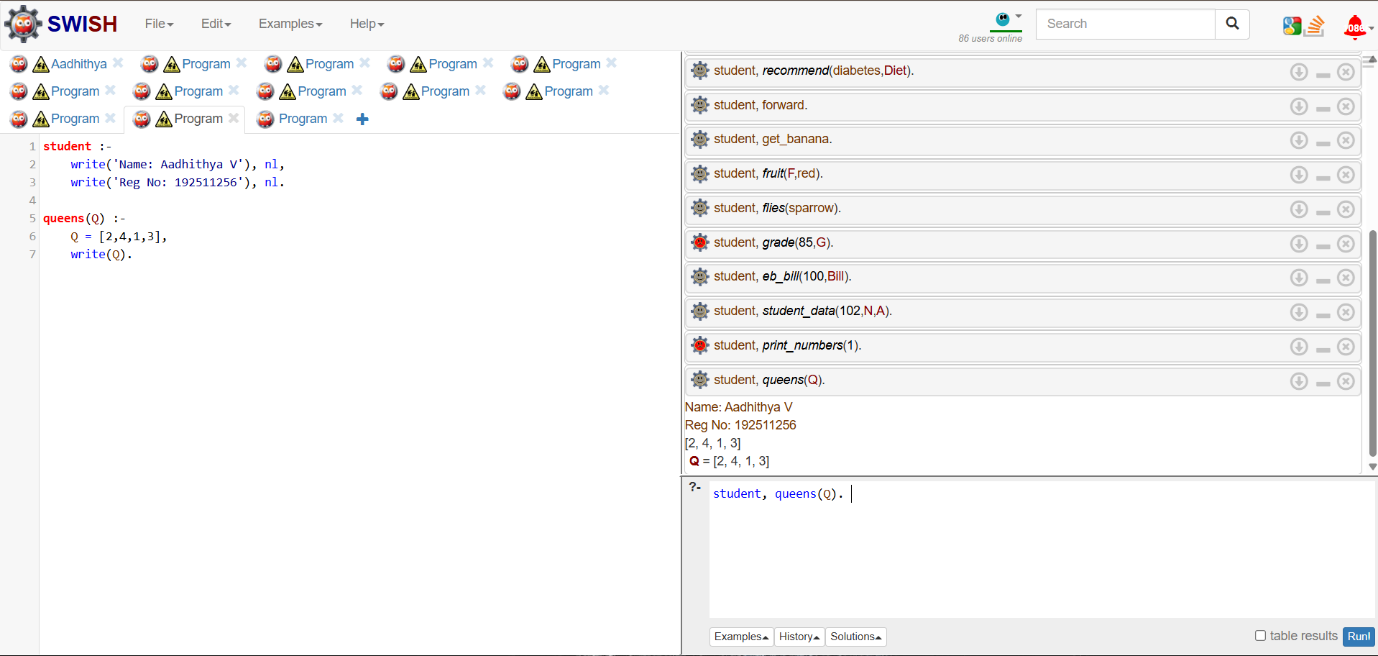 SWISH File Edit Examples Help
86 users online
Search
Aadhithya Program Program Program Program
Program Program Program Program Program
Program Program Program
1 student :-
2 write('Name: Aadhithya V'), nl,
3 write('Reg No: 192511256'), nl.
4
5 queens(Q) :-
6 Q = [2,4,1,3],
7 write(Q).
student, recommend(diabetes,Diet).
student, forward.
student, get_banana.
student, fruit(F,red).
student, flies(sparrow).
student, grade(85,G).
student, eb_bill(100,Bill).
student, student_data(102,N,A).
student, print_numbers(1).
student, queens(Q).
Name: Aadhithya V
Reg No: 192511256
[2, 4, 1, 3]
Q = [2, 4, 1, 3]
?- student, queens(Q).
Examples History Solutions table results Run!